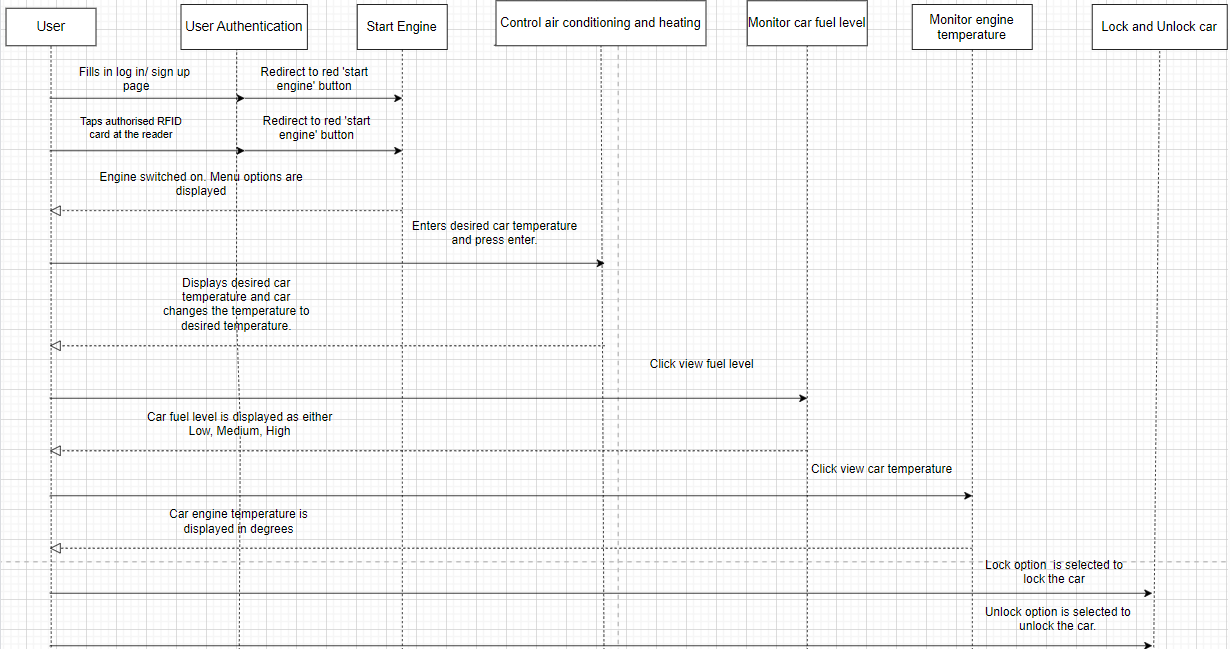 User
User Authentication
Start Engine
Control air conditioning and heating
Monitor car fuel level
Monitor engine
temperature
Lock and Unlock car
Fills in log in/ sign up
page
Redirect to red 'start
engine' button
Taps authorised RFID
card at the reader
Redirect to red 'start
engine' button
Engine switched on. Menu options are
displayed
Enters desired car temperature
and press enter.
Displays desired car
temperature and car
changes the temperature to
desired temperature.
Click view fuel level
Car fuel level is displayed as either
Low, Medium, High
Click view car temperature
Car engine temperature is
displayed in degrees
Lock option is selected to
lock the car
Unlock option is selected to
unlock the car.